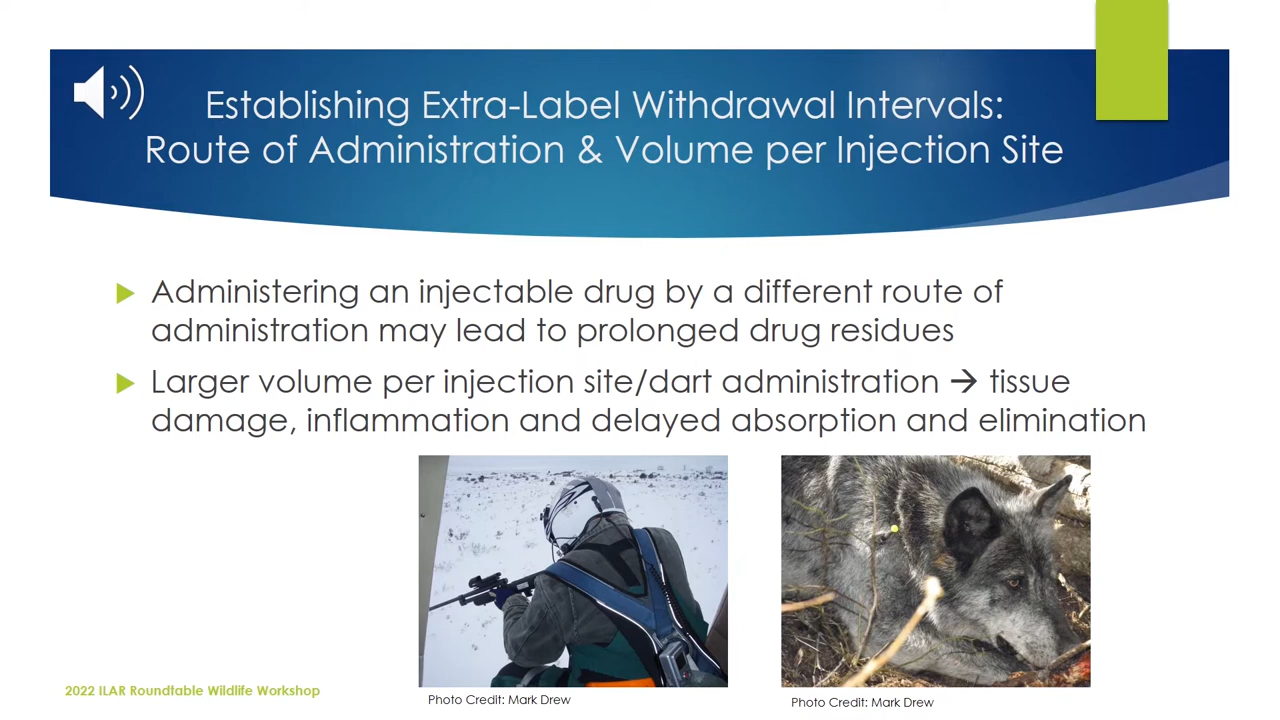 Establishing Extra-Label Withdrawal Intervals:
Route of Administration & Volume per Injection Site
Administering an injectable drug by a different route of
administration may lead to prolonged drug residues
Larger volume per injection site/dart administration → tissue
damage, inflammation and delayed absorption and elimination
2022 ILAR Roundtable Wildlife Workshop
Photo Credit: Mark Drew
Photo Credit: Mark Drew